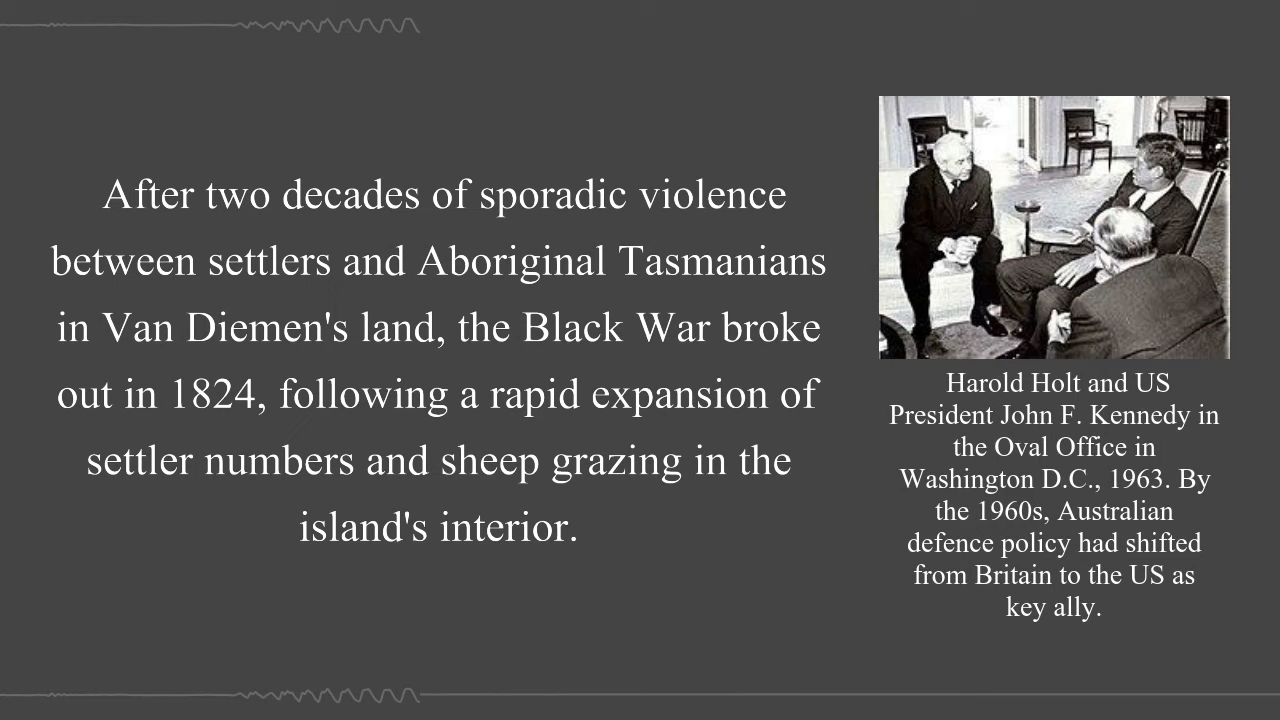 After two decades of sporadic violence
between settlers and Aboriginal Tasmanians
in Van Diemen's land, the Black War broke
out in 1824, following a rapid expansion of
settler numbers and sheep grazing in the
island's interior.
Harold Holt and US
President John F. Kennedy in
the Oval Office in
Washington D.C., 1963. By
the 1960s, Australian
defence policy had shifted
from Britain to the US as
key ally.